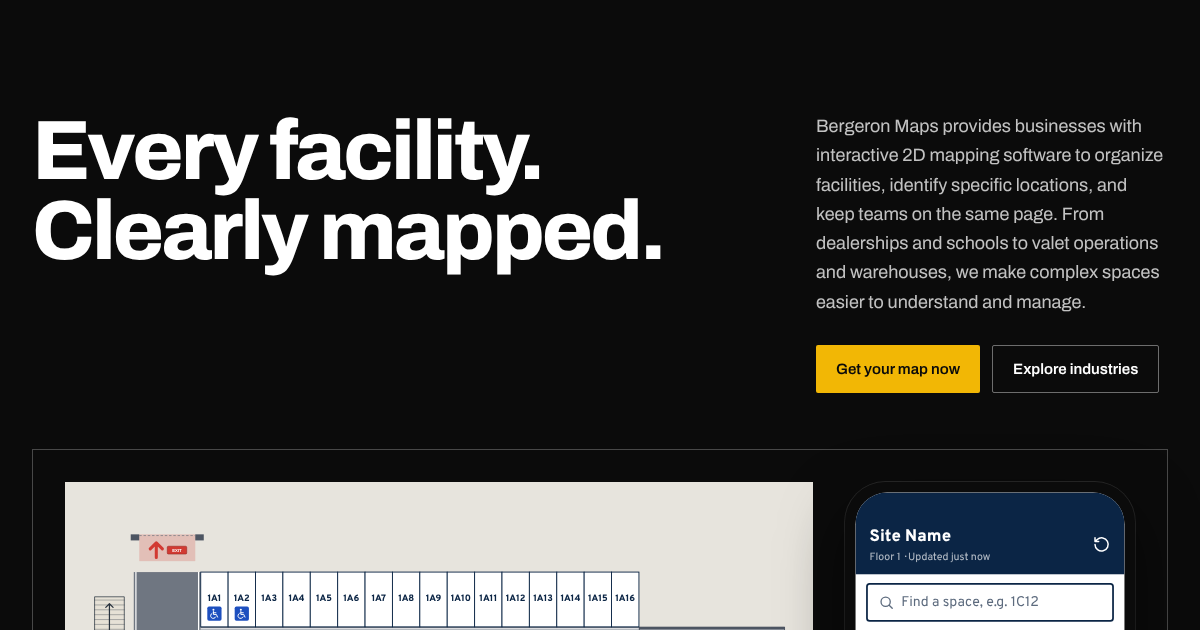 Every facility.
Clearly mapped.
Bergeron Maps provides businesses with
interactive 2D mapping software to organize
facilities, identify specific locations, and
keep teams on the same page. From
dealerships and schools to valet operations
and warehouses, we make complex spaces
easier to understand and manage.
Get your map now
Explore industries
EXIT
1A1 1A2 1A3 1A4 1A5 1A6 1A7 1A8 1A9 1A10 1A11 1A12 1A13 1A14 1A15 1A16
Site Name
Floor 1 · Updated just now
Find a space, e.g. 1C12